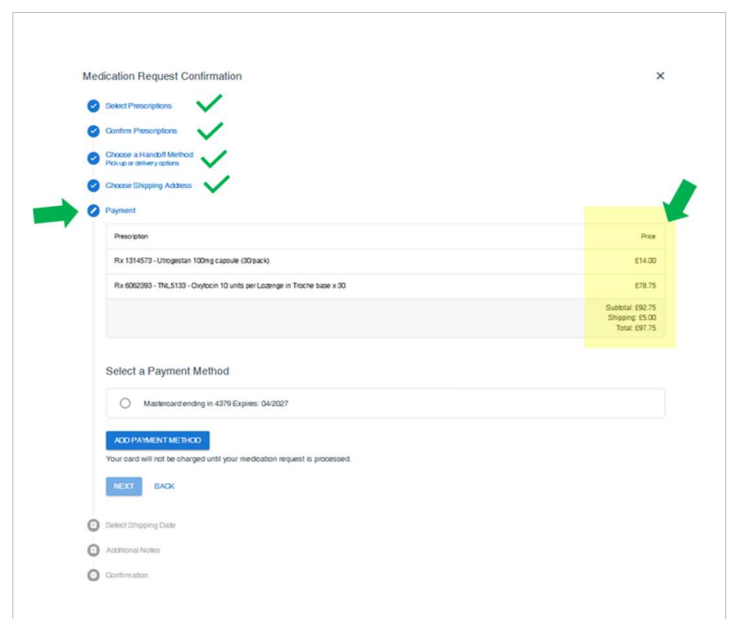 Medication Request Confirmation
Select Prescriptions
Confirm Prescriptions
Choose a Handoff Method
Pick up or delivery options
Choose Shipping Address
Payment
Prescription Price
Rx 1314573 - Utrogestan 100mg capsule (30/pack) £14.00
Rx 6062393 - TNL5133 - Oxytocin 10 units per Lozenge in Troche base x 30 £78.75
Subtotal: £92.75
Shipping: £5.00
Total: £97.75
Select a Payment Method
Mastercard ending in 4379 Expires: 04/2027
ADD PAYMENT METHOD
Your card will not be charged until your medication request is processed.
NEXT BACK
Select Shipping Date
Additional Notes
Confirmation